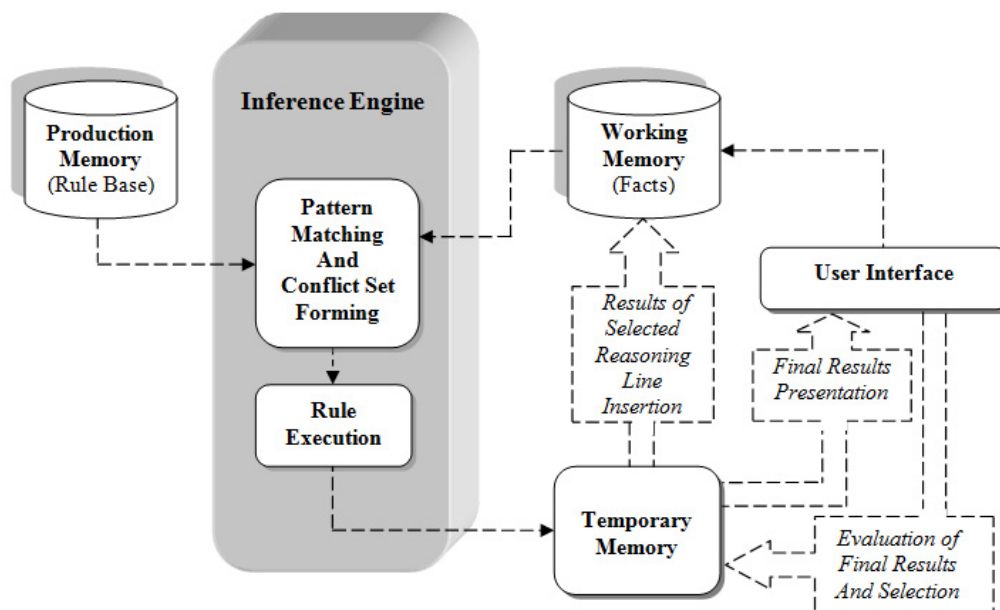 Inference Engine
Production
Memory
(Rule Base)
Pattern
Matching
And
Conflict Set
Forming
Rule
Execution
Working
Memory
(Facts)
User Interface
Results of
Selected
Reasoning
Line
Insertion
Final Results
Presentation
Temporary
Memory
Evaluation of
Final Results
And Selection